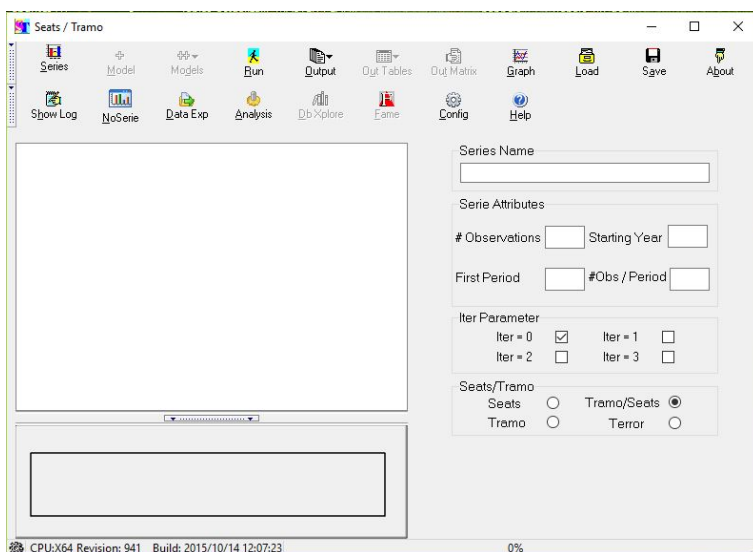 Seats / Tramo
Series Model Models Run Output Out Tables Out Matrix Graph Load Save About
Show Log NoSerie Data Exp Analysis Db Xplore Fame Config Help
Series Name
Serie Attributes
# Observations Starting Year
First Period #Obs / Period
Iter Parameter
Iter = 0 Iter = 1
Iter = 2 Iter = 3
Seats/Tramo
Seats Tramo/Seats
Tramo Terror
CPU:X64 Revision: 941 Build: 2015/10/14 12:07:23 0%